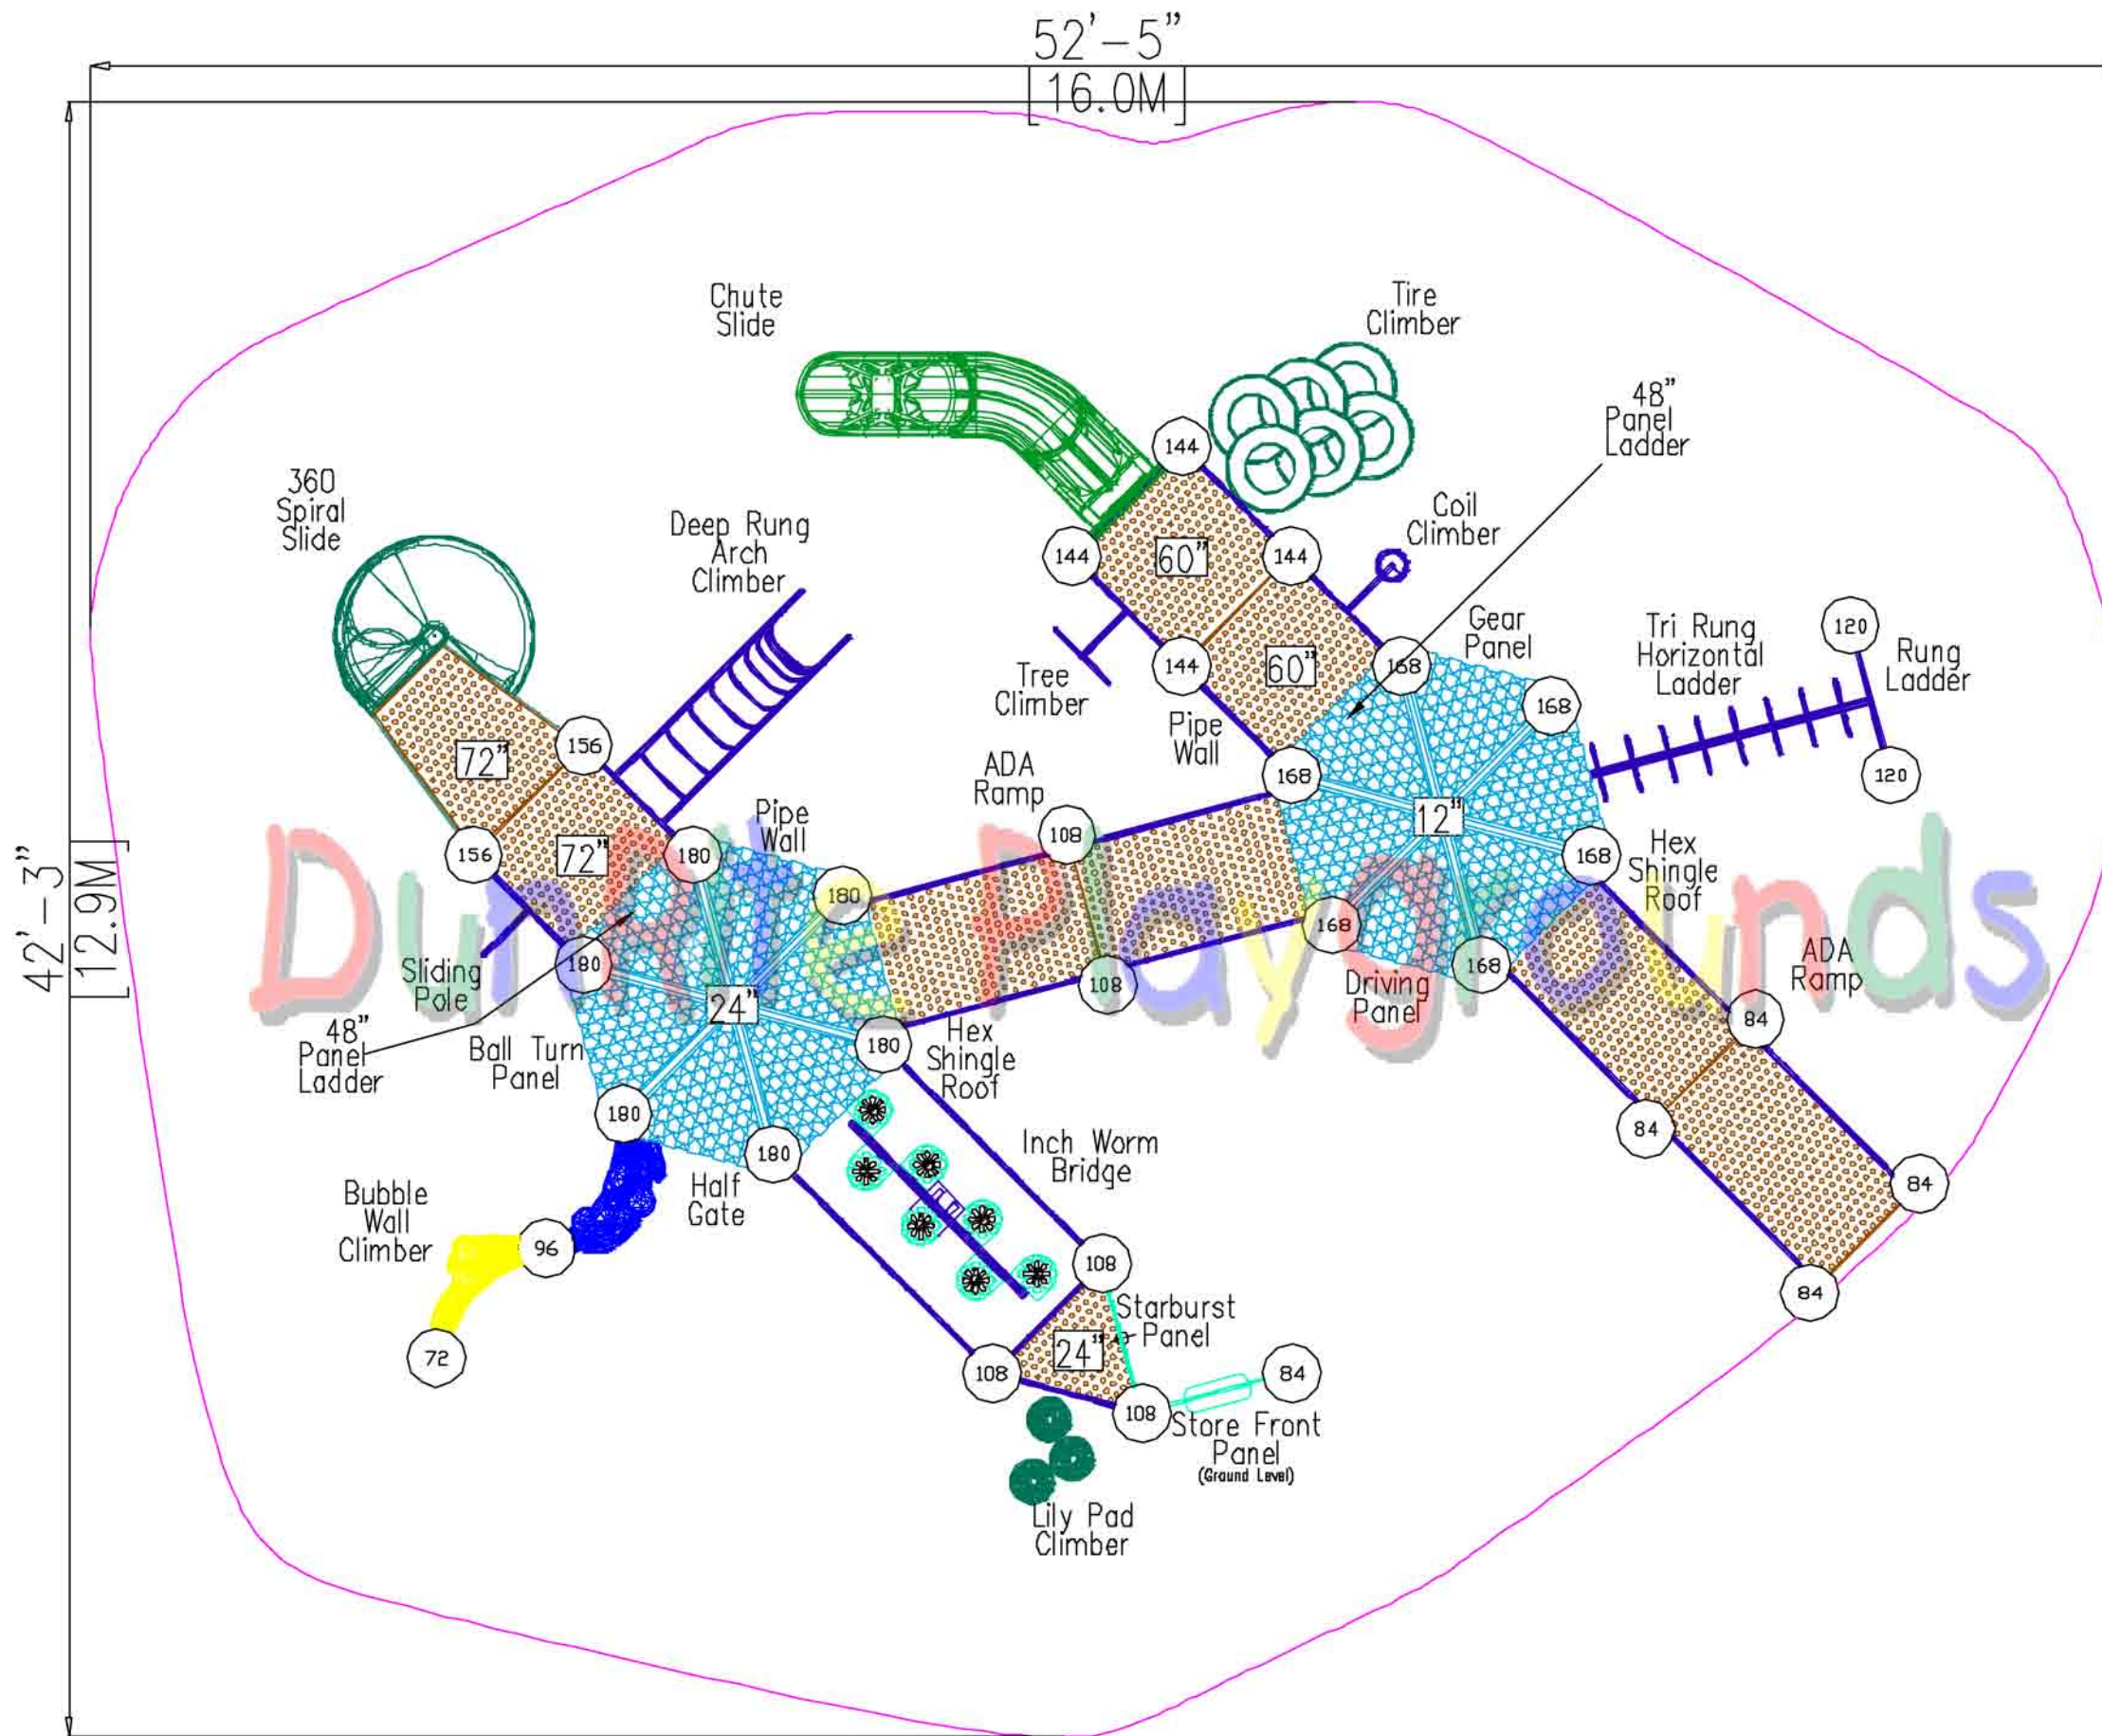 52'-5"
[16.0M]
42'-3"
[12.9M]
Chute
Slide
Tire
Climber
48"
Panel
Ladder
144
360
Spiral
Slide
Deep Rung
Arch
Climber
144
60"
144
Coil
Climber
Tree
Climber
144
60"
168
Gear
Panel
168
Tri Rung
Horizontal
Ladder
120
Rung
Ladder
120
Pipe
Wall
168
12"
156
72"
ADA
Ramp
108
Pipe
Wall
156
72"
180
180
168
Hex
Shingle
Roof
DunRite Playgrounds
168
168
Driving
Panel
ADA
Ramp
Sliding
Pole
180
24"
108
48"
Panel
Ladder
Ball Turn
Panel
180
Hex
Shingle
Roof
84
84
84
84
180
180
Half
Gate
Inch Worm
Bridge
Bubble
Wall
Climber
96
72
108
Starburst
Panel
24"
108
108
84
Store Front
Panel
(Ground Level)
Lily Pad
Climber